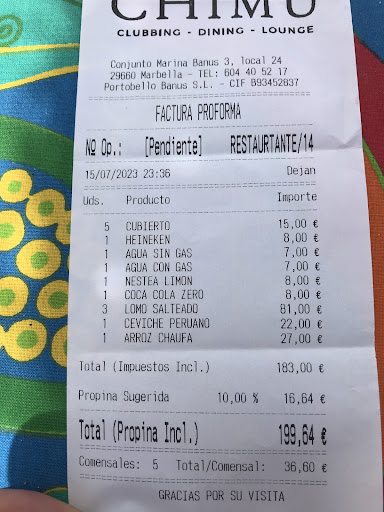 CHIMU
CLUBBING - DINING - LOUNGE
Conjunto Marina Banus 3, local 24
29660 Marbella - TEL: 604 40 52 17
Portobello Banus S.L. - CIF B93452637
FACTURA PROFORMA
Nº Op.: [Pendiente] RESTAURTANTE/14
15/07/2023 23:36 Dejan
Uds. Producto Importe
5 CUBIERTO 15,00 €
1 HEINEKEN 8,00 €
1 AGUA SIN GAS 7,00 €
1 AGUA CON GAS 7,00 €
1 NESTEA LIMON 8,00 €
1 COCA COLA ZERO 8,00 €
3 LOMO SALTEADO 81,00 €
1 CEVICHE PERUANO 22,00 €
1 ARROZ CHAUFA 27,00 €
Total (Impuestos Incl.) 183,00 €
Propina Sugerida 10,00 % 16,64 €
Total (Propina Incl.) 199,64 €
Comensales: 5 Total/Comensal: 36,60 €
GRACIAS POR SU VISITA